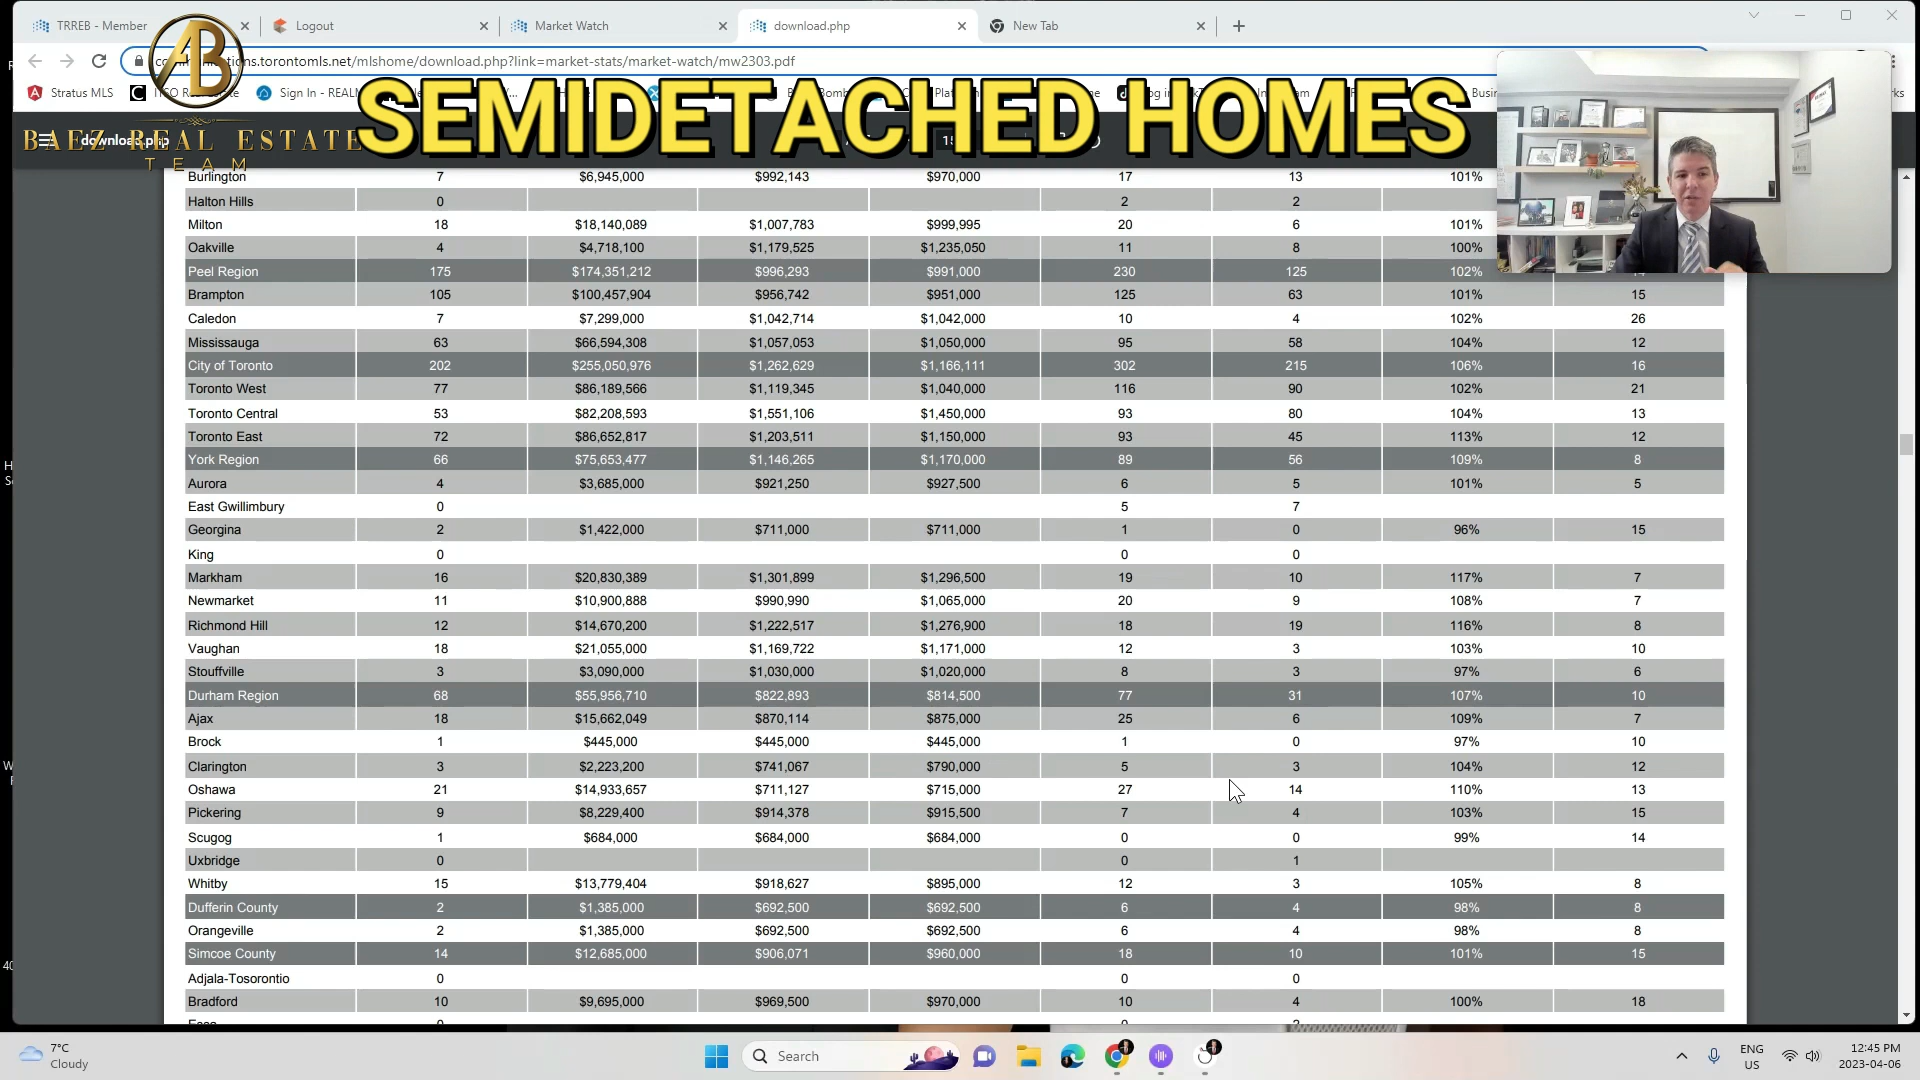 TRREB - Member
Logout
Market Watch
download.php
New Tab
torontomls.net/mlshome/download.php?link=market-stats/market-watch/mw2303.pdf
Stratus MLS
Sign In - REAL
AB
BAEZ REAL ESTATE
TEAM
SEMIDETACHED HOMES
Burlington 7 $6,945,000 $992,143 $970,000 17 13 101%
Halton Hills 0 2 2
Milton 18 $18,140,089 $1,007,783 $999,995 20 6 101%
Oakville 4 $4,718,100 $1,179,525 $1,235,050 11 8 100%
Peel Region 175 $174,351,212 $996,293 $991,000 230 125 102%
Brampton 105 $100,457,904 $956,742 $951,000 125 63 101% 15
Caledon 7 $7,299,000 $1,042,714 $1,042,000 10 4 102% 26
Mississauga 63 $66,594,308 $1,057,053 $1,050,000 95 58 104% 12
City of Toronto 202 $255,050,976 $1,262,629 $1,166,111 302 215 106% 16
Toronto West 77 $86,189,566 $1,119,345 $1,040,000 116 90 102% 21
Toronto Central 53 $82,208,593 $1,551,106 $1,450,000 93 80 104% 13
Toronto East 72 $86,652,817 $1,203,511 $1,150,000 93 45 113% 12
York Region 66 $75,653,477 $1,146,265 $1,170,000 89 56 109% 8
Aurora 4 $3,685,000 $921,250 $927,500 6 5 101% 5
East Gwillimbury 0 5 7
Georgina 2 $1,422,000 $711,000 $711,000 1 0 96% 15
King 0 0 0
Markham 16 $20,830,389 $1,301,899 $1,296,500 19 10 117% 7
Newmarket 11 $10,900,888 $990,990 $1,065,000 20 9 108% 7
Richmond Hill 12 $14,670,200 $1,222,517 $1,276,900 18 19 116% 8
Vaughan 18 $21,055,000 $1,169,722 $1,171,000 12 3 103% 10
Stouffville 3 $3,090,000 $1,030,000 $1,020,000 8 3 97% 6
Durham Region 68 $55,956,710 $822,893 $814,500 77 31 107% 10
Ajax 18 $15,662,049 $870,114 $875,000 25 6 109% 7
Brock 1 $445,000 $445,000 $445,000 1 0 97% 10
Clarington 3 $2,223,200 $741,067 $790,000 5 3 104% 12
Oshawa 21 $14,933,657 $711,127 $715,000 27 14 110% 13
Pickering 9 $8,229,400 $914,378 $915,500 7 4 103% 15
Scugog 1 $684,000 $684,000 $684,000 0 0 99% 14
Uxbridge 0 0 1
Whitby 15 $13,779,404 $918,627 $895,000 12 3 105% 8
Dufferin County 2 $1,385,000 $692,500 $692,500 6 4 98% 8
Orangeville 2 $1,385,000 $692,500 $692,500 6 4 98% 8
Simcoe County 14 $12,685,000 $906,071 $960,000 18 10 101% 15
Adjala-Tosorontio 0 0 0
Bradford 10 $9,695,000 $969,500 $970,000 10 4 100% 18
7°C
Cloudy
Search
ENG
US
12:45 PM
2023-04-06